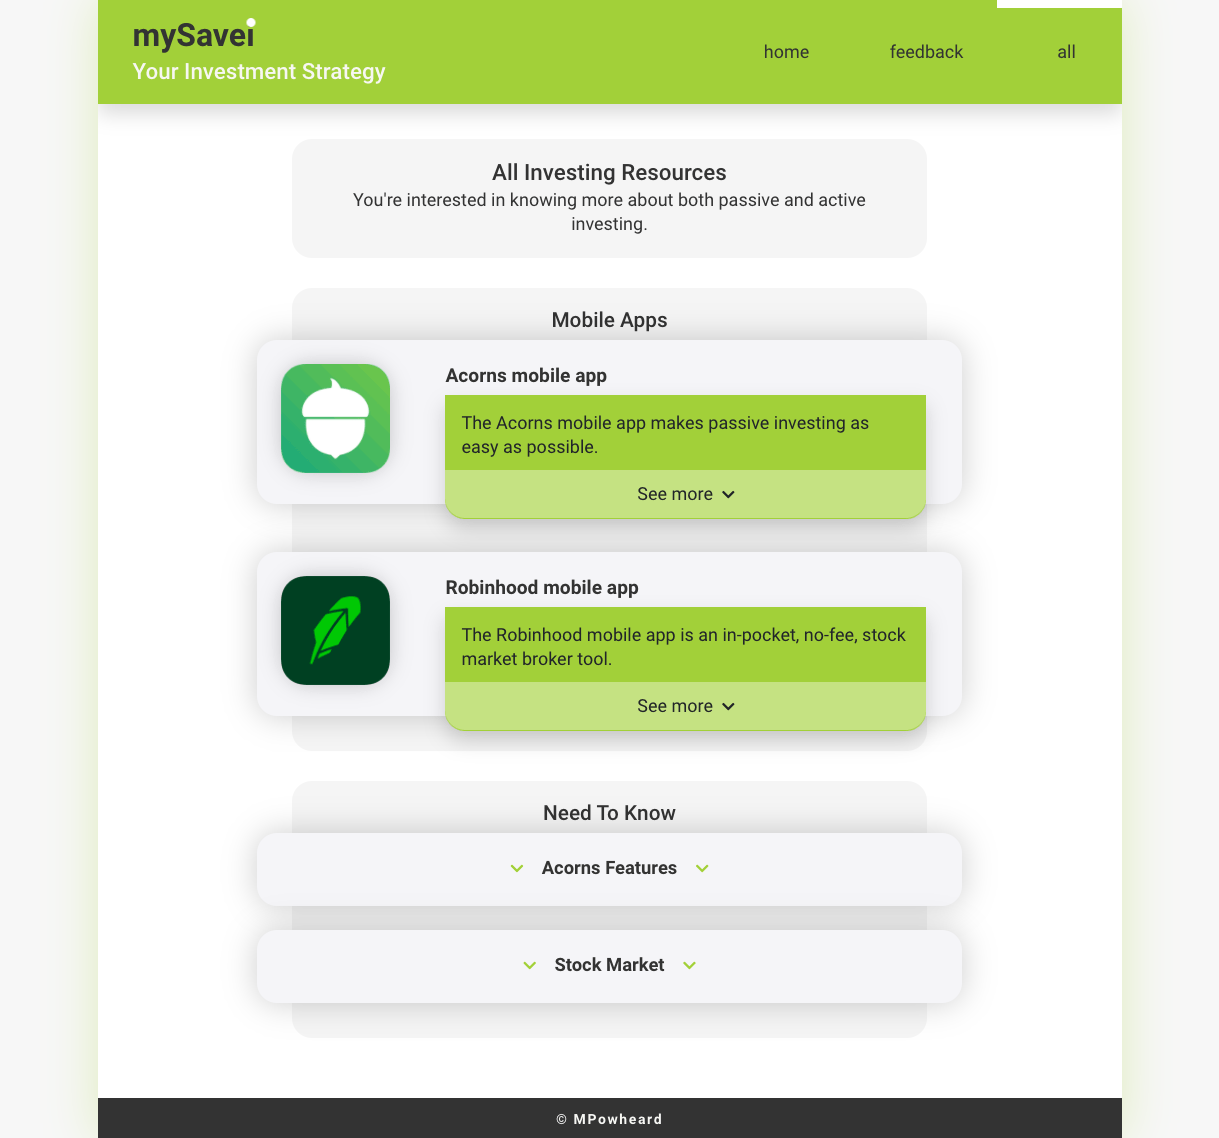 mySavei
Your Investment Strategy
home
feedback
all
All Investing Resources
You're interested in knowing more about both passive and active
investing.
Mobile Apps
Acorns mobile app
The Acorns mobile app makes passive investing as
easy as possible.
See more
Robinhood mobile app
The Robinhood mobile app is an in-pocket, no-fee, stock
market broker tool.
See more
Need To Know
Acorns Features
Stock Market
© MPowheard